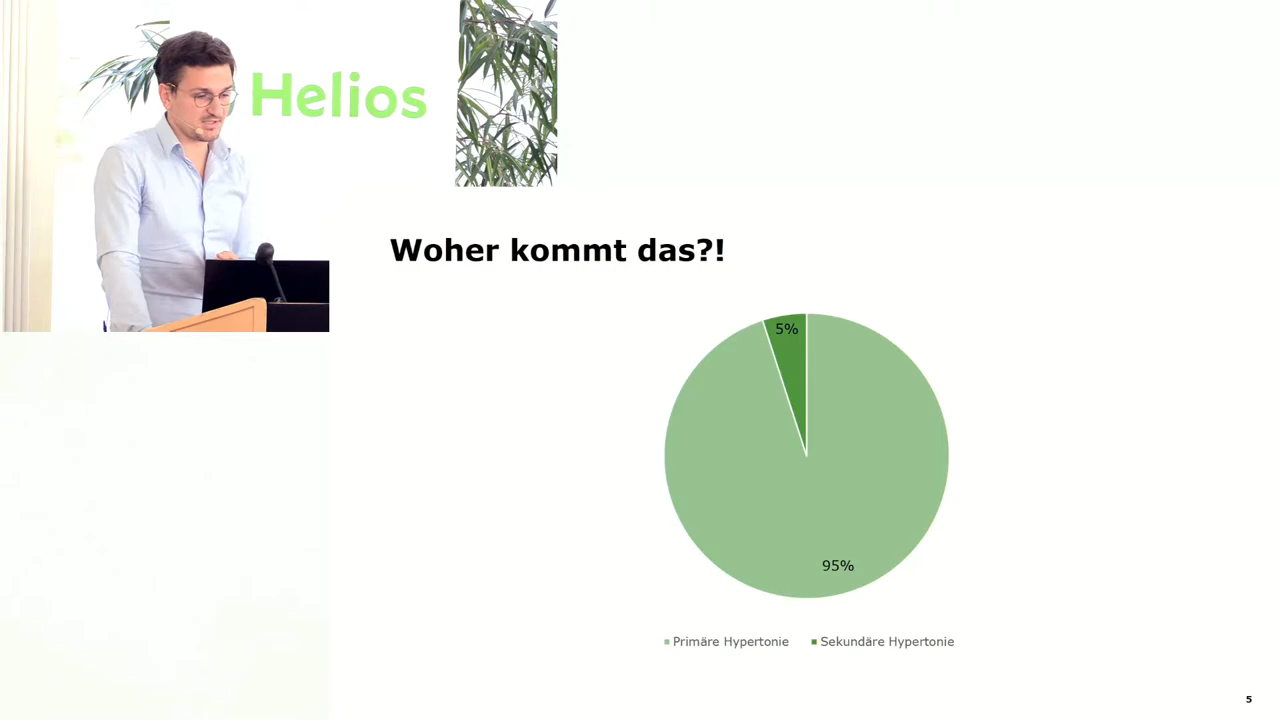 Helios
Woher kommt das?!
5%
95%
Primäre Hypertonie
Sekundäre Hypertonie
5